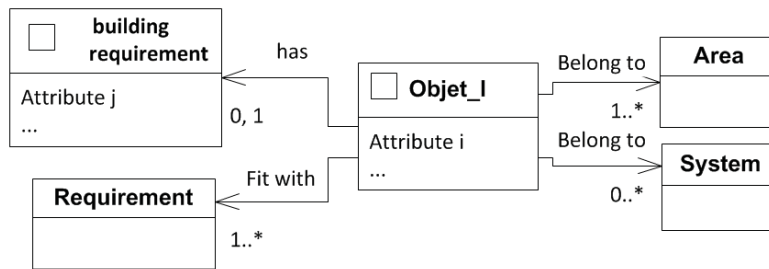 building
requirement
Attribute j
...
has
0, 1
Requirement
Fit with
1..*
Objet_I
Attribute i
...
Belong to
1..*
Area
Belong to
0..*
System